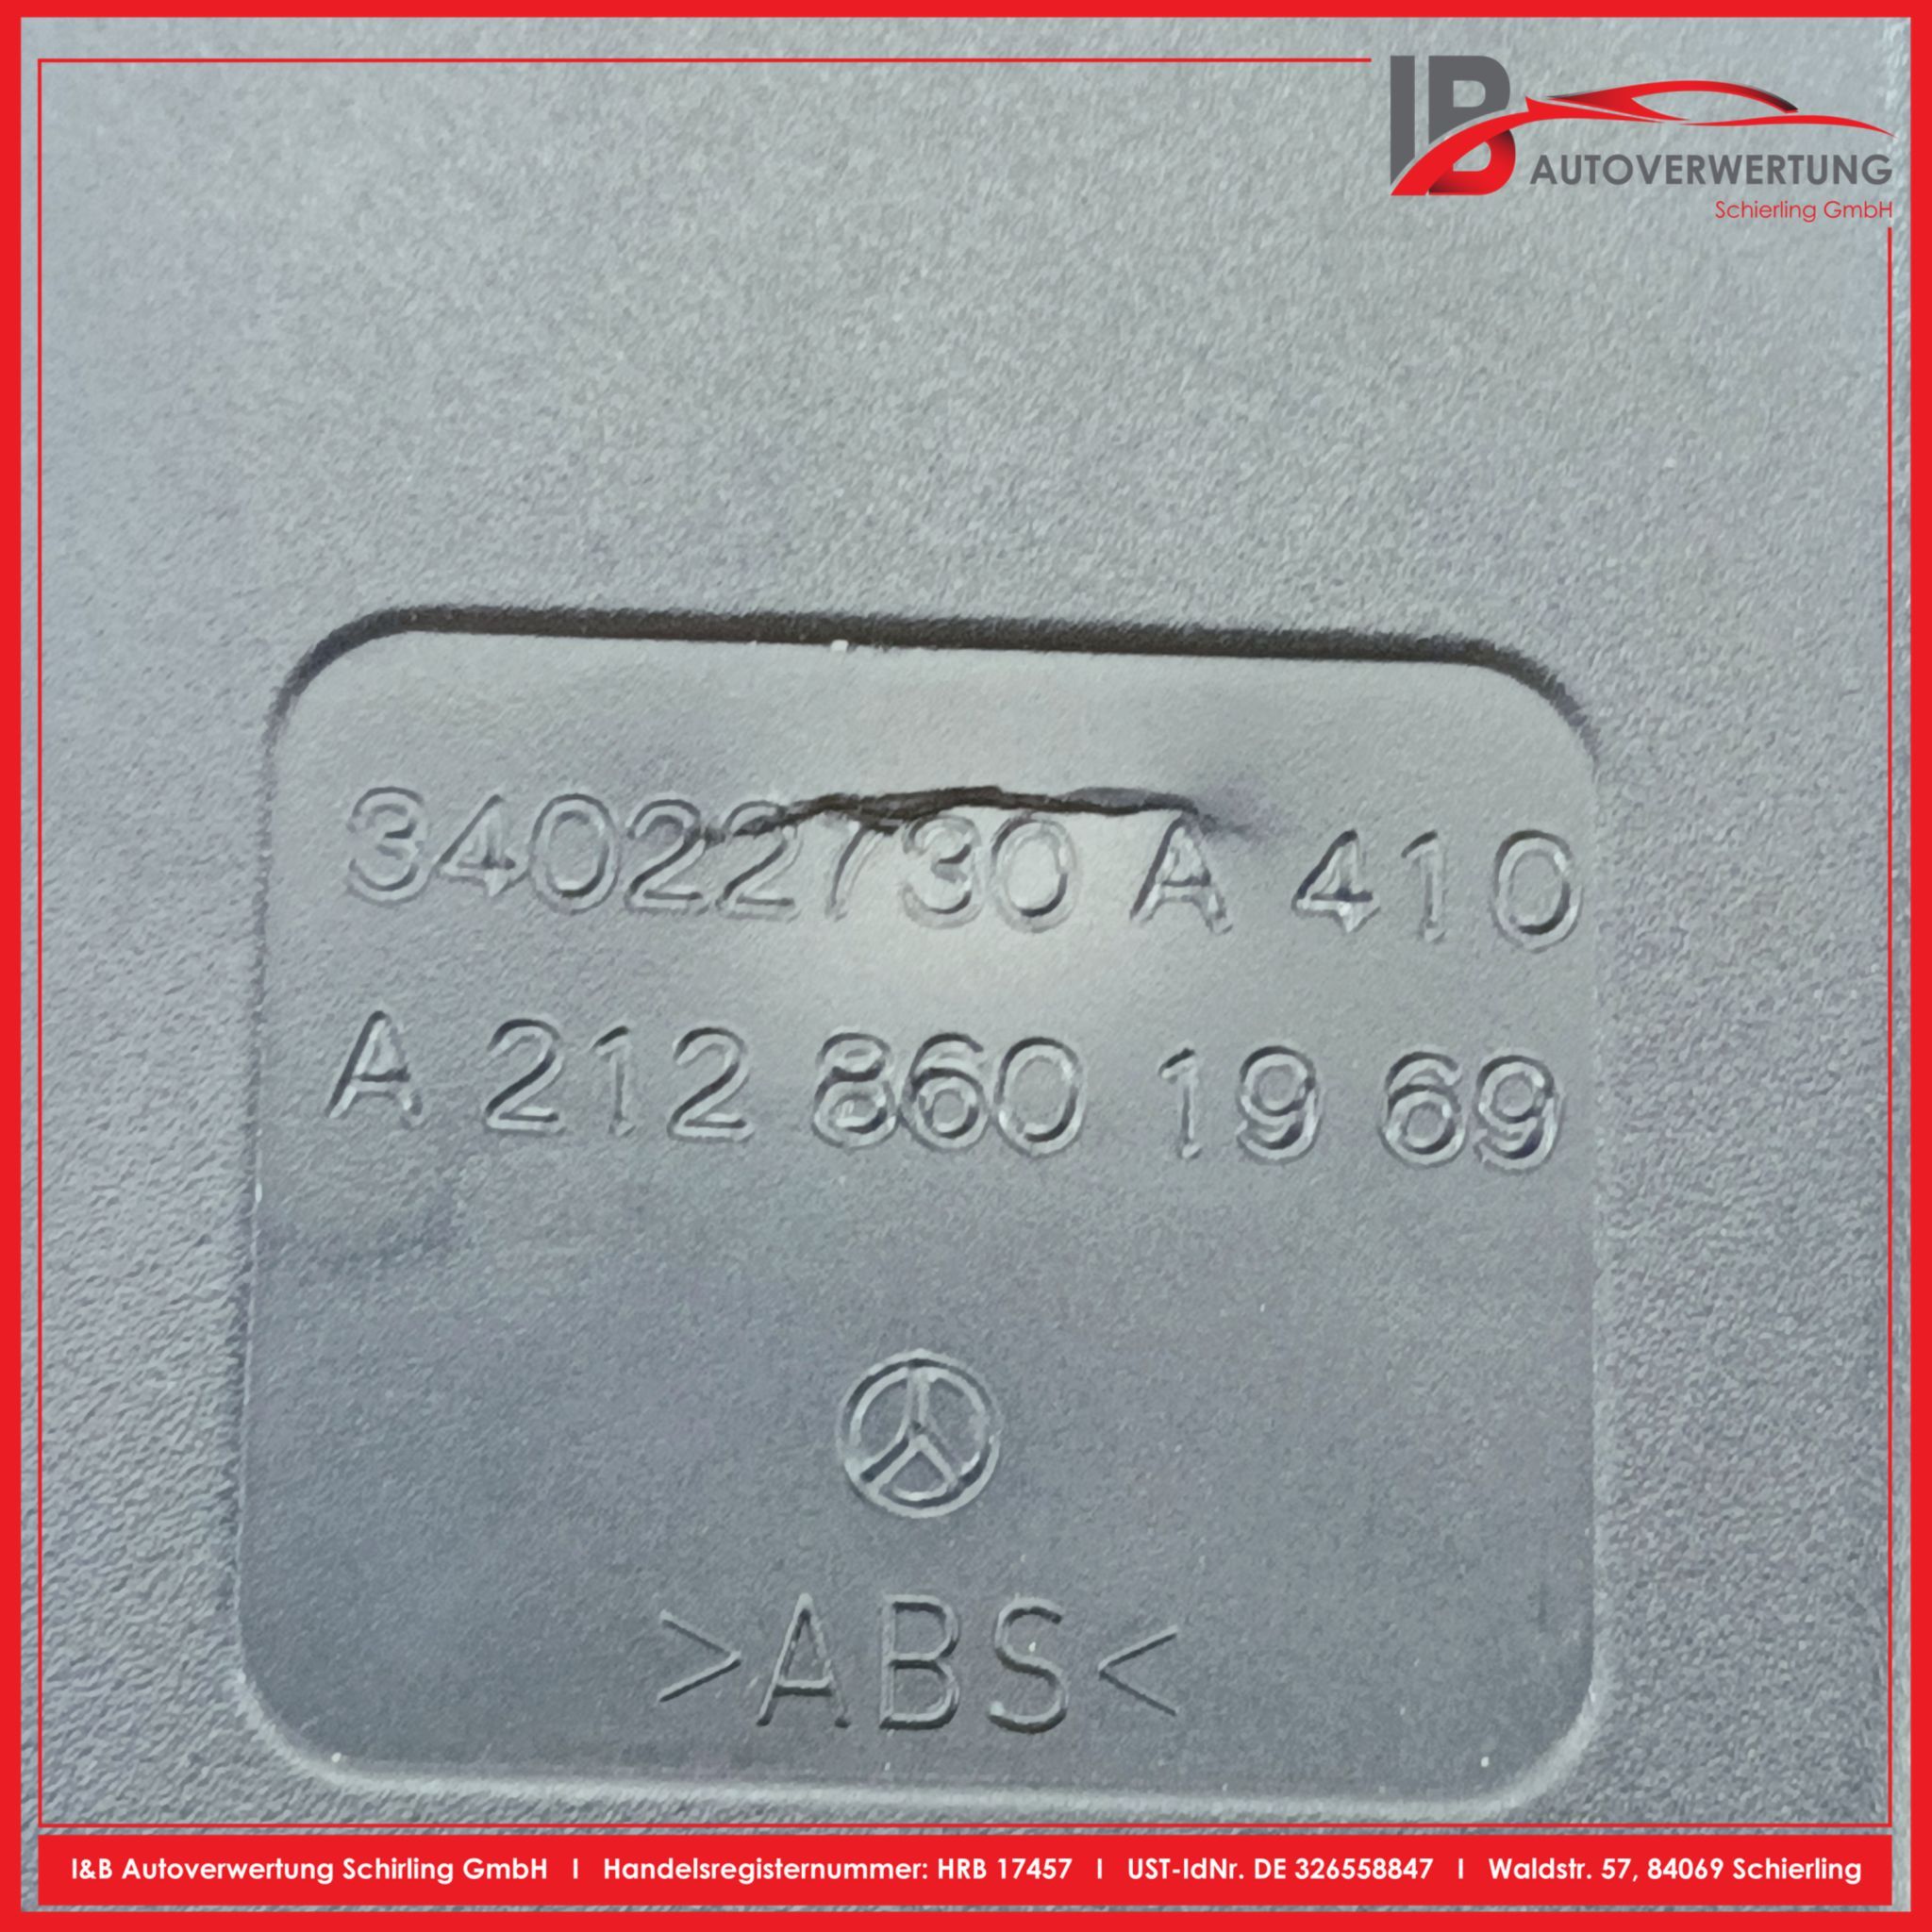 IB
AUTOVERWERTUNG
Schierling GmbH
34022730 A 410
A 212 860 19 69
>ABS<
I&B Autoverwertung Schirling GmbH I Handelsregisternummer: HRB 17457 I UST-IdNr. DE 326558847 I Waldstr. 57, 84069 Schierling